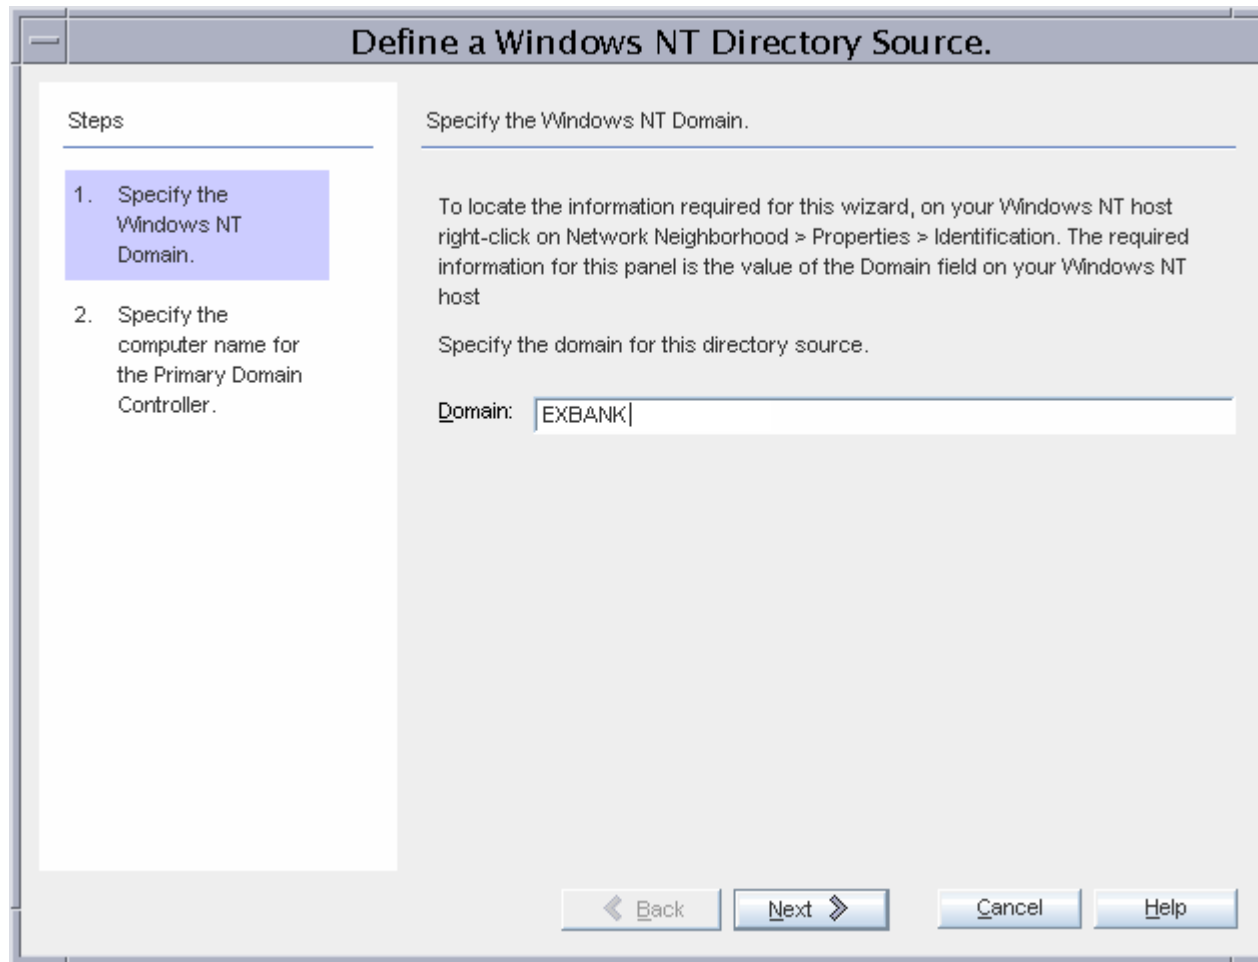 Define a Windows NT Directory Source.
Steps
1. Specify the
Windows NT
Domain.
2. Specify the
computer name for
the Primary Domain
Controller.
Specify the Windows NT Domain.
To locate the information required for this wizard, on your Windows NT host
right-click on Network Neighborhood > Properties > Identification. The required
information for this panel is the value of the Domain field on your Windows NT
host
Specify the domain for this directory source.
Domain: EXBANK
Back Next Cancel Help